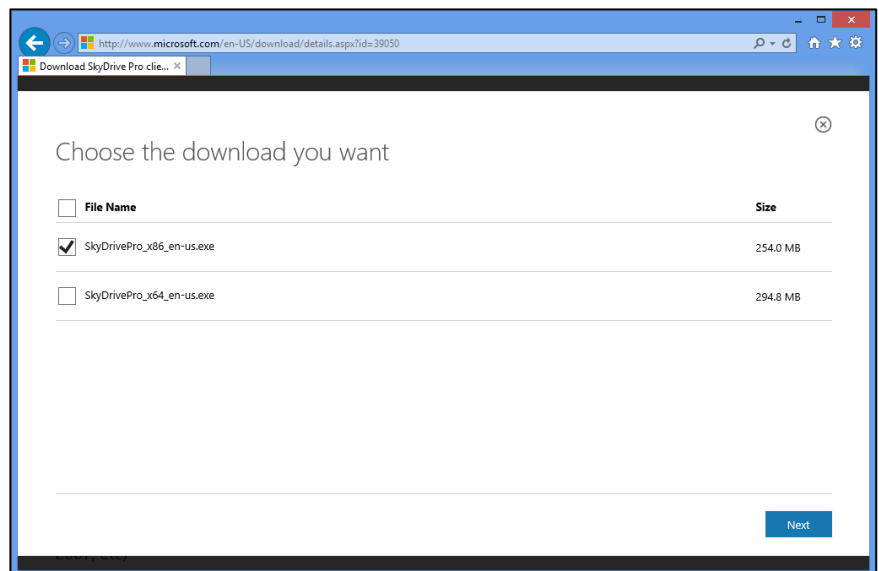 http://www.microsoft.com/en-US/download/details.aspx?id=39050
Download SkyDrive Pro clie...
Choose the download you want
File Name Size
SkyDrivePro_x86_en-us.exe 254.0 MB
SkyDrivePro_x64_en-us.exe 294.8 MB
Next